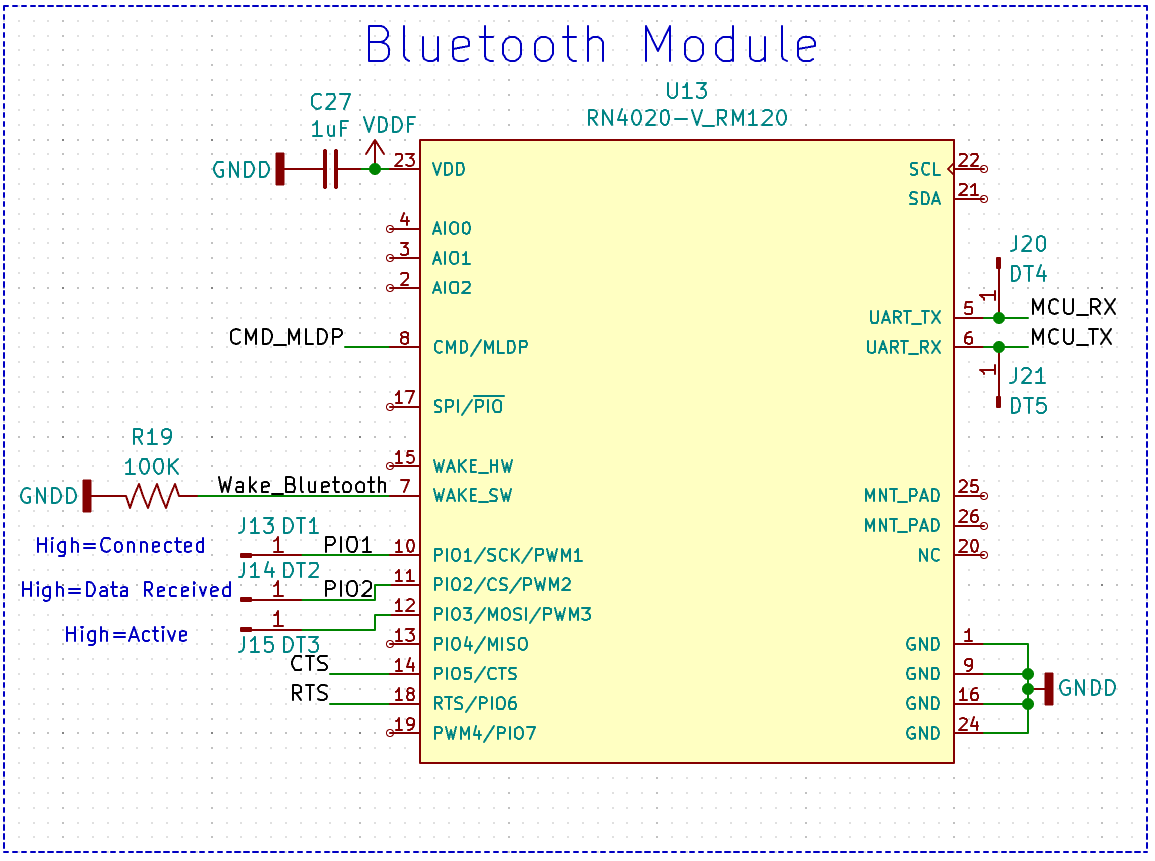 Bluetooth Module
U13
RN4020-V_RM120
C27
1uF
VDDF
GNDD
23 VDD
SCL 22
SDA 21
4 AIO0
3 AIO1
2 AIO2
J20
DT4
1
UART_TX 5 MCU_RX
CMD_MLDP 8 CMD/MLDP
UART_RX 6 MCU_TX
1
J21
DT5
17 SPI/PIO
R19
100K
15 WAKE_HW
GNDD Wake_Bluetooth 7 WAKE_SW
MNT_PAD 25
MNT_PAD 26
J13 DT1
High=Connected 1 PIO1 10 PIO1/SCK/PWM1
NC 20
J14 DT2
High=Data Received 1 PIO2 11 PIO2/CS/PWM2
High=Active 1 12 PIO3/MOSI/PWM3
J15 DT3
13 PIO4/MISO
GND 1
CTS 14 PIO5/CTS
GND 9
GNDD
RTS 18 RTS/PIO6
GND 16
19 PWM4/PIO7
GND 24